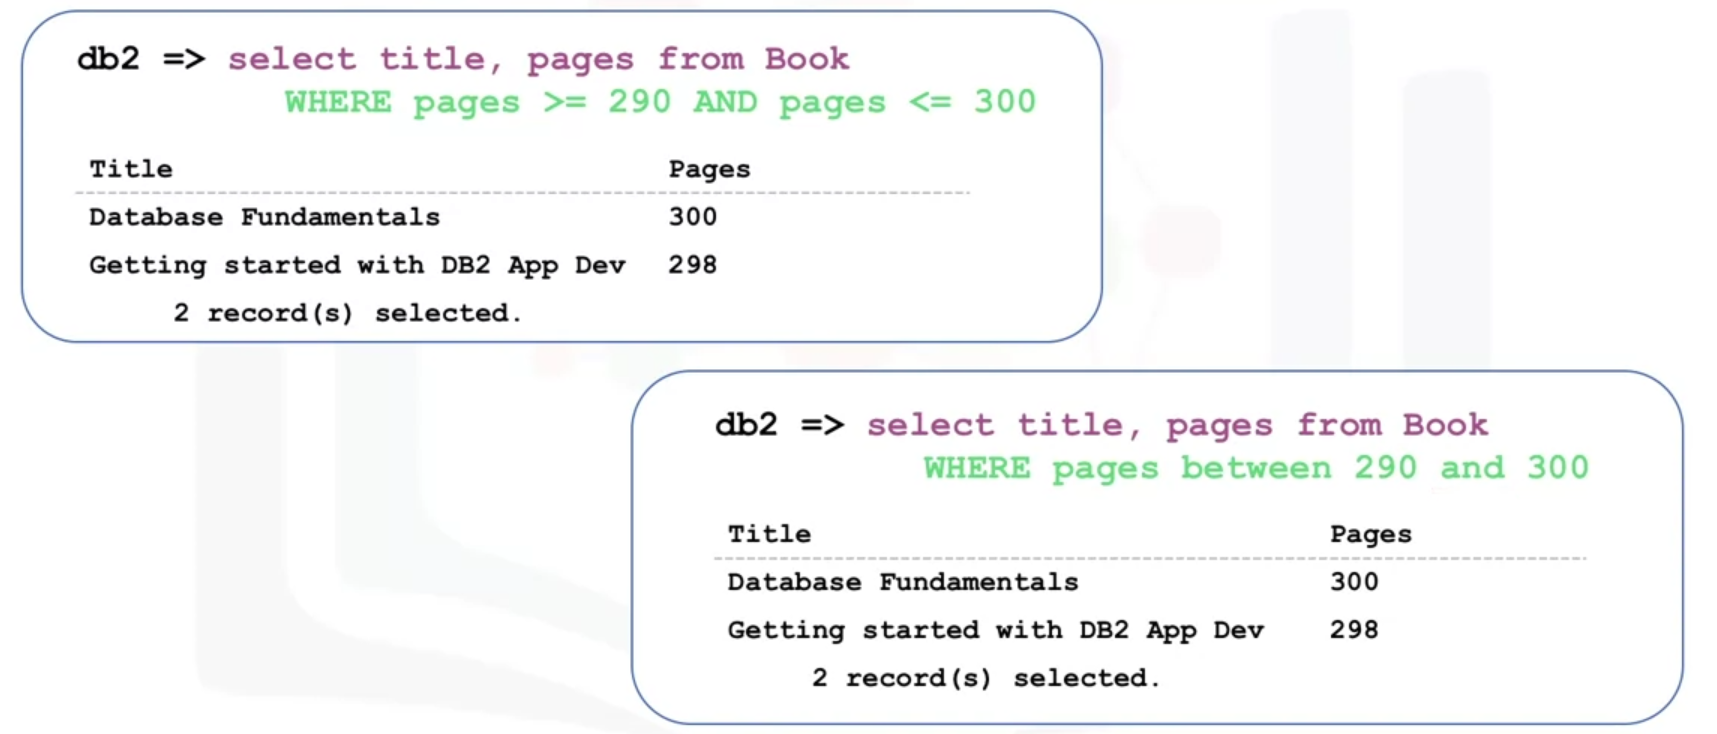 db2 => select title, pages from Book
WHERE pages >= 290 AND pages <= 300
Title Pages
Database Fundamentals 300
Getting started with DB2 App Dev 298
2 record(s) selected.
db2 => select title, pages from Book
WHERE pages between 290 and 300
Title Pages
Database Fundamentals 300
Getting started with DB2 App Dev 298
2 record(s) selected.